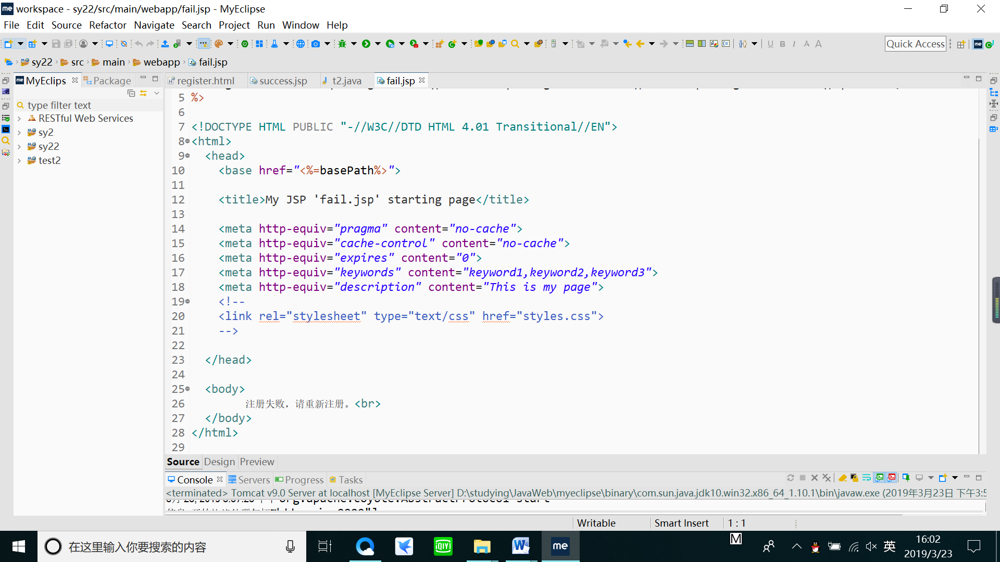 workspace - sy22/src/main/webapp/fail.jsp - MyEclipse
File Edit Source Refactor Navigate Search Project Run Window Help
Quick Access
sy22 src main webapp fail.jsp
MyEclips Package
register.html success.jsp t2.java fail.jsp
type filter text
RESTful Web Services
sy2
sy22
test2
5 %>
6
7 <!DOCTYPE HTML PUBLIC "-//W3C//DTD HTML 4.01 Transitional//EN">
8 <html>
9   <head>
10     <base href="<%=basePath%>">
11
12     <title>My JSP 'fail.jsp' starting page</title>
13
14     <meta http-equiv="pragma" content="no-cache">
15     <meta http-equiv="cache-control" content="no-cache">
16     <meta http-equiv="expires" content="0">
17     <meta http-equiv="keywords" content="keyword1,keyword2,keyword3">
18     <meta http-equiv="description" content="This is my page">
19     <!--
20     <link rel="stylesheet" type="text/css" href="styles.css">
21     -->
22
23   </head>
24
25   <body>
26         注册失败，请重新注册。<br>
27   </body>
28 </html>
29
Source Design Preview
Console Servers Progress Tasks
<terminated> Tomcat v9.0 Server at localhost [MyEclipse Server] D:\studying\JavaWeb\myeclipse\binary\com.sun.java.jdk10.win32.x86_64_1.10.1\bin\javaw.exe (2019年3月23日 下午3:5
org.apache.coyote.AbstractProtocol start
Writable Smart Insert 1 : 1
在这里输入你要搜索的内容
iQIY
me
M
英
16:02
2019/3/23